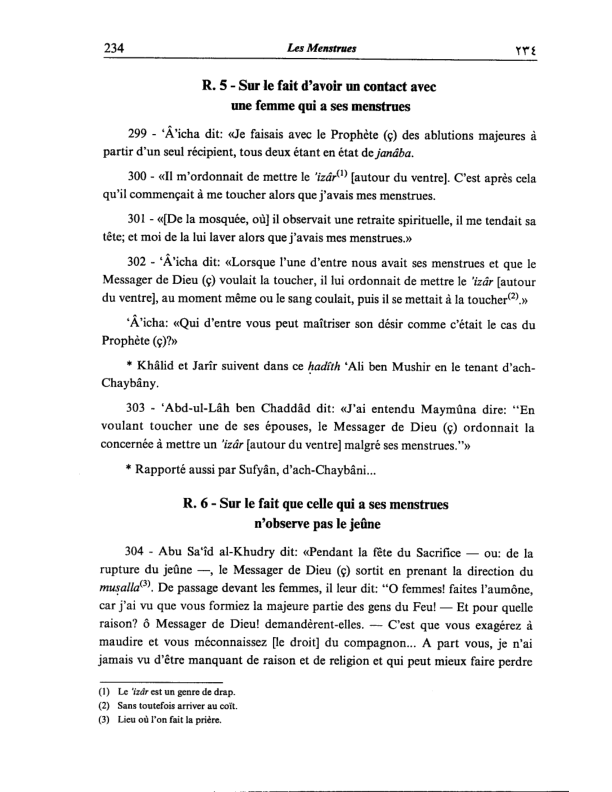 234 Les Menstrues ٢٣٤
R. 5 - Sur le fait d'avoir un contact avec
une femme qui a ses menstrues
299 - ‘Â’icha dit: «Je faisais avec le Prophète (ç) des ablutions majeures à
partir d'un seul récipient, tous deux étant en état de janâba.
300 - «Il m'ordonnait de mettre le 'izâr(1) [autour du ventre]. C'est après cela
qu'il commençait à me toucher alors que j'avais mes menstrues.
301 - «[De la mosquée, où] il observait une retraite spirituelle, il me tendait sa
tête; et moi de la lui laver alors que j'avais mes menstrues.»
302 - ‘Â’icha dit: «Lorsque l'une d'entre nous avait ses menstrues et que le
Messager de Dieu (ç) voulait la toucher, il lui ordonnait de mettre le 'izâr [autour
du ventre], au moment même ou le sang coulait, puis il se mettait à la toucher(2).»
‘Â’icha: «Qui d'entre vous peut maîtriser son désir comme c'était le cas du
Prophète (ç)?»
* Khâlid et Jarîr suivent dans ce ḥadîth ‘Ali ben Mushir en le tenant d'ach-
Chaybâny.
303 - ‘Abd-ul-Lâh ben Chaddâd dit: «J'ai entendu Maymûna dire: “En
voulant toucher une de ses épouses, le Messager de Dieu (ç) ordonnait la
concernée à mettre un 'izâr [autour du ventre] malgré ses menstrues.”»
* Rapporté aussi par Sufyân, d'ach-Chaybâni...
R. 6 - Sur le fait que celle qui a ses menstrues
n'observe pas le jeûne
304 - Abu Sa‘îd al-Khudry dit: «Pendant la fête du Sacrifice — ou: de la
rupture du jeûne —, le Messager de Dieu (ç) sortit en prenant la direction du
muṣalla(3). De passage devant les femmes, il leur dit: “O femmes! faites l'aumône,
car j'ai vu que vous formiez la majeure partie des gens du Feu! — Et pour quelle
raison? ô Messager de Dieu! demandèrent-elles. — C'est que vous exagérez à
maudire et vous méconnaissez [le droit] du compagnon... A part vous, je n'ai
jamais vu d'être manquant de raison et de religion et qui peut mieux faire perdre
(1) Le 'izâr est un genre de drap.
(2) Sans toutefois arriver au coït.
(3) Lieu où l'on fait la prière.